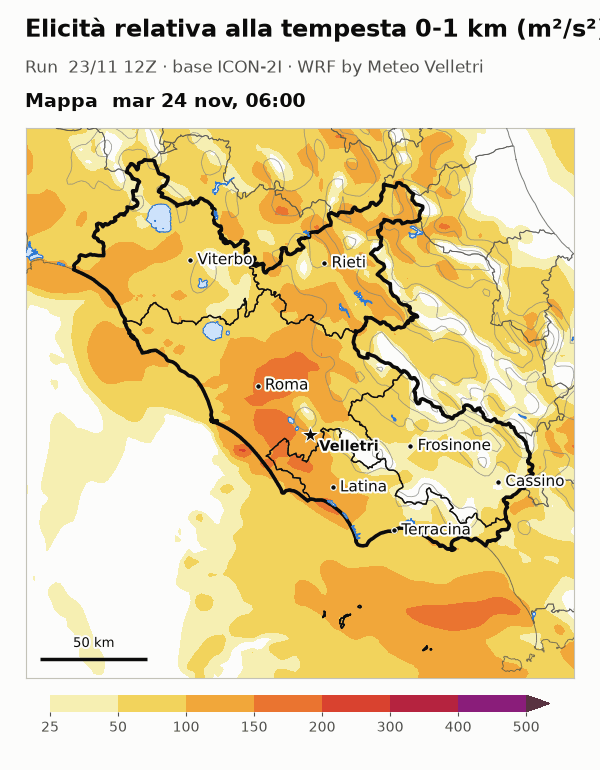 Elicità relativa alla tempesta 0-1 km (m²/s²)
Run 23/11 12Z · base ICON-2I · WRF by Meteo Velletri
Mappa mar 24 nov, 06:00
Viterbo
Rieti
Roma
Velletri
Frosinone
Latina
Cassino
Terracina
50 km
25 50 100 150 200 300 400 500